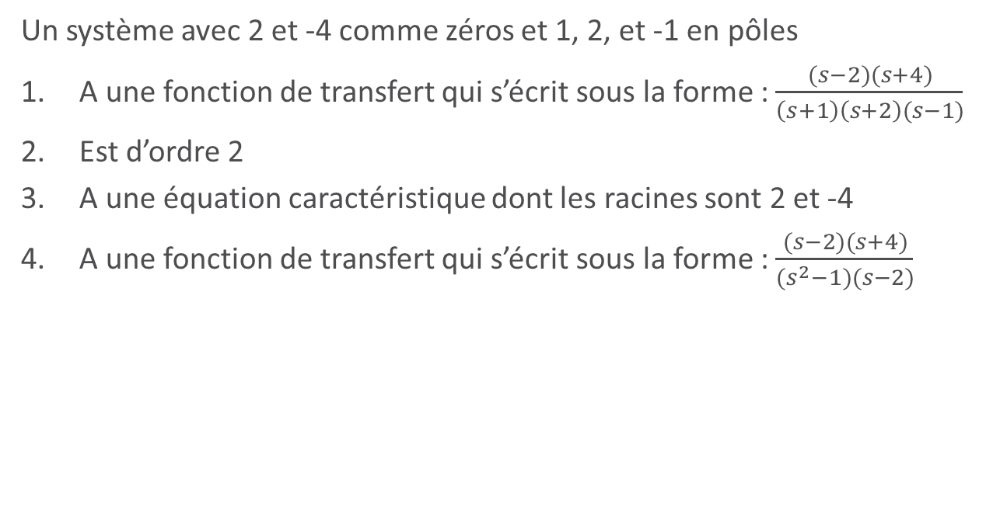 Un système avec 2 et -4 comme zéros et 1, 2, et -1 en pôles
1. A une fonction de transfert qui s’écrit sous la forme : \frac{(s−2)(s+4)}{(s+1)(s+2)(s−1)}
2. Est d’ordre 2
3. A une équation caractéristique dont les racines sont 2 et -4
4. A une fonction de transfert qui s’écrit sous la forme : \frac{(s−2)(s+4)}{(s^2−1)(s−2)}